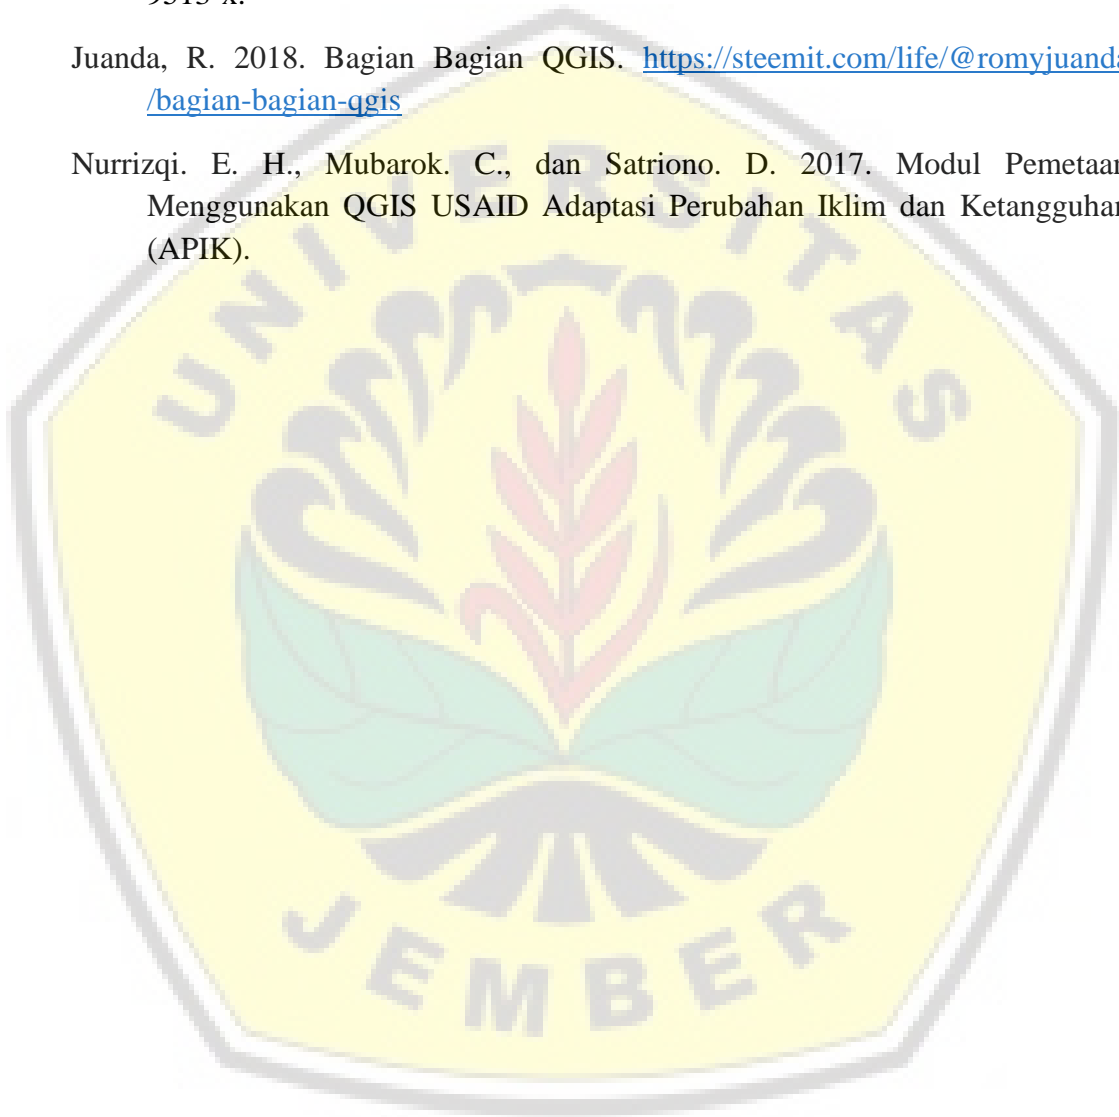 9513-x.
Juanda, R. 2018. Bagian Bagian QGIS. https://steemit.com/life/@romyjuanda
/bagian-bagian-qgis
Nurrizqi. E. H., Mubarok. C., dan Satriono. D. 2017. Modul Pemetaan
Menggunakan QGIS USAID Adaptasi Perubahan Iklim dan Ketangguhan
(APIK).
UNIVERSITAS
JEMBER